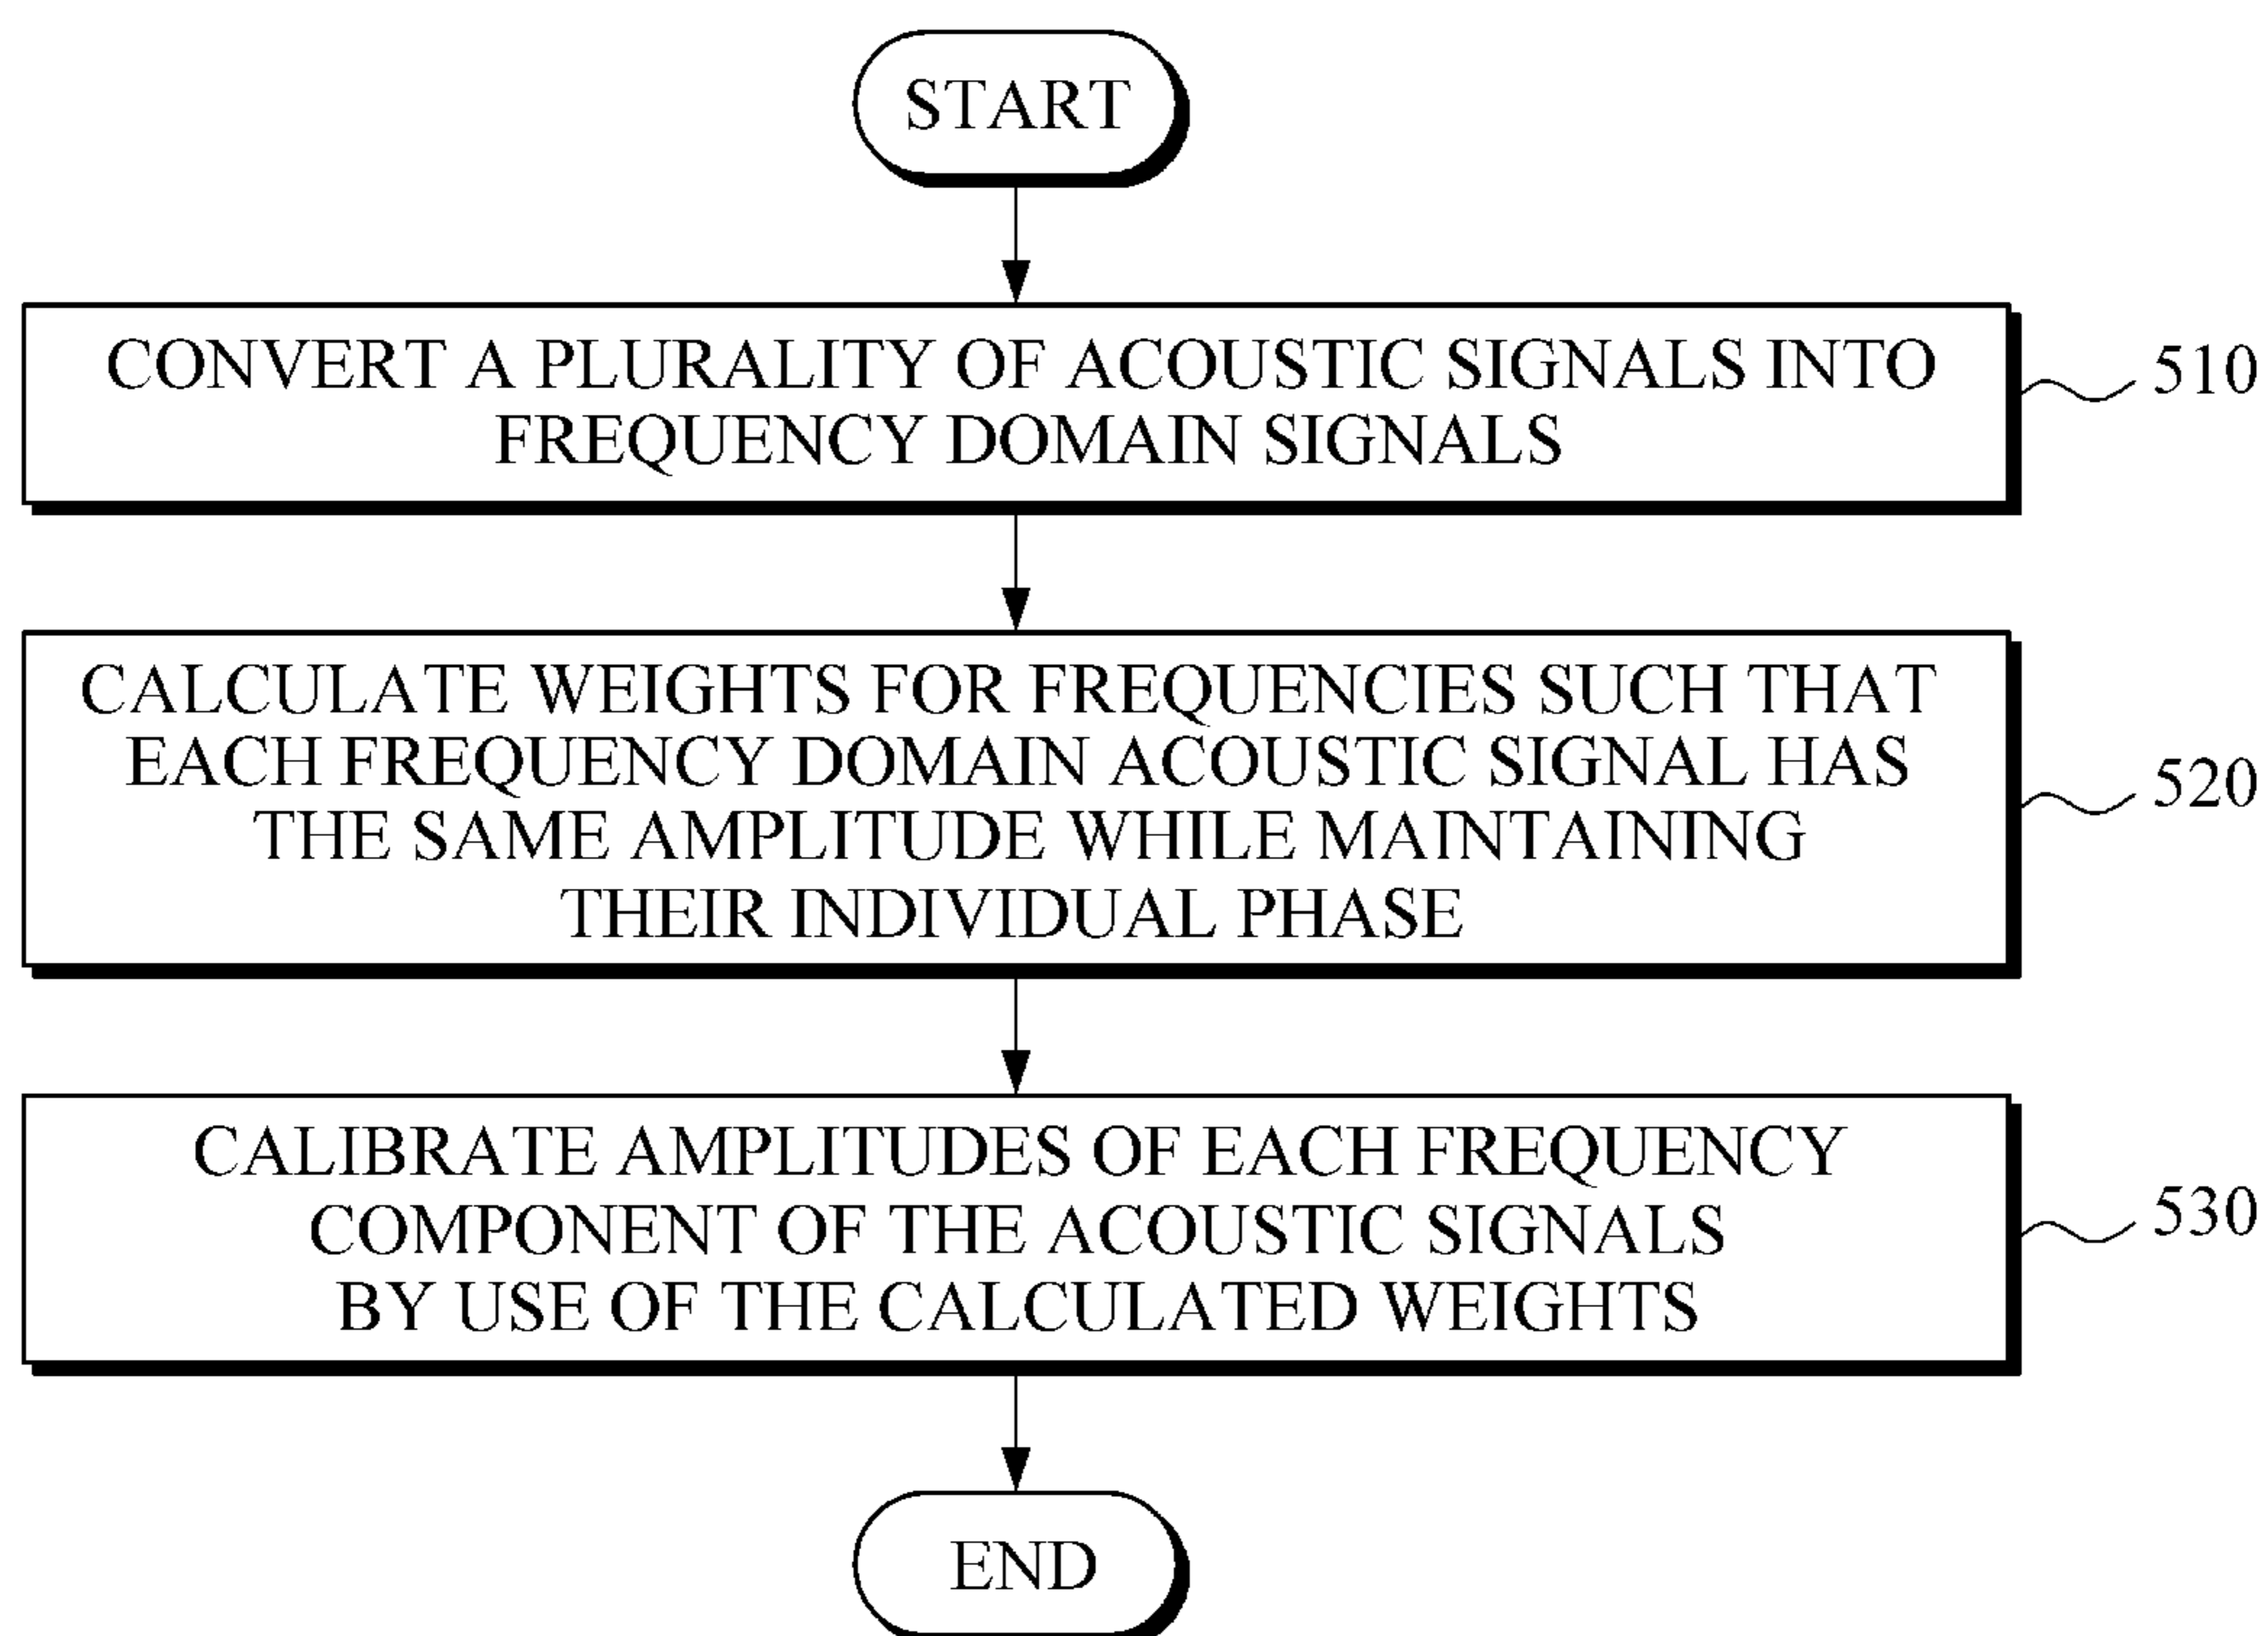 START
CONVERT A PLURALITY OF ACOUSTIC SIGNALS INTO
FREQUENCY DOMAIN SIGNALS
510
CALCULATE WEIGHTS FOR FREQUENCIES SUCH THAT
EACH FREQUENCY DOMAIN ACOUSTIC SIGNAL HAS
THE SAME AMPLITUDE WHILE MAINTAINING
THEIR INDIVIDUAL PHASE
520
CALIBRATE AMPLITUDES OF EACH FREQUENCY
COMPONENT OF THE ACOUSTIC SIGNALS
BY USE OF THE CALCULATED WEIGHTS
530
END